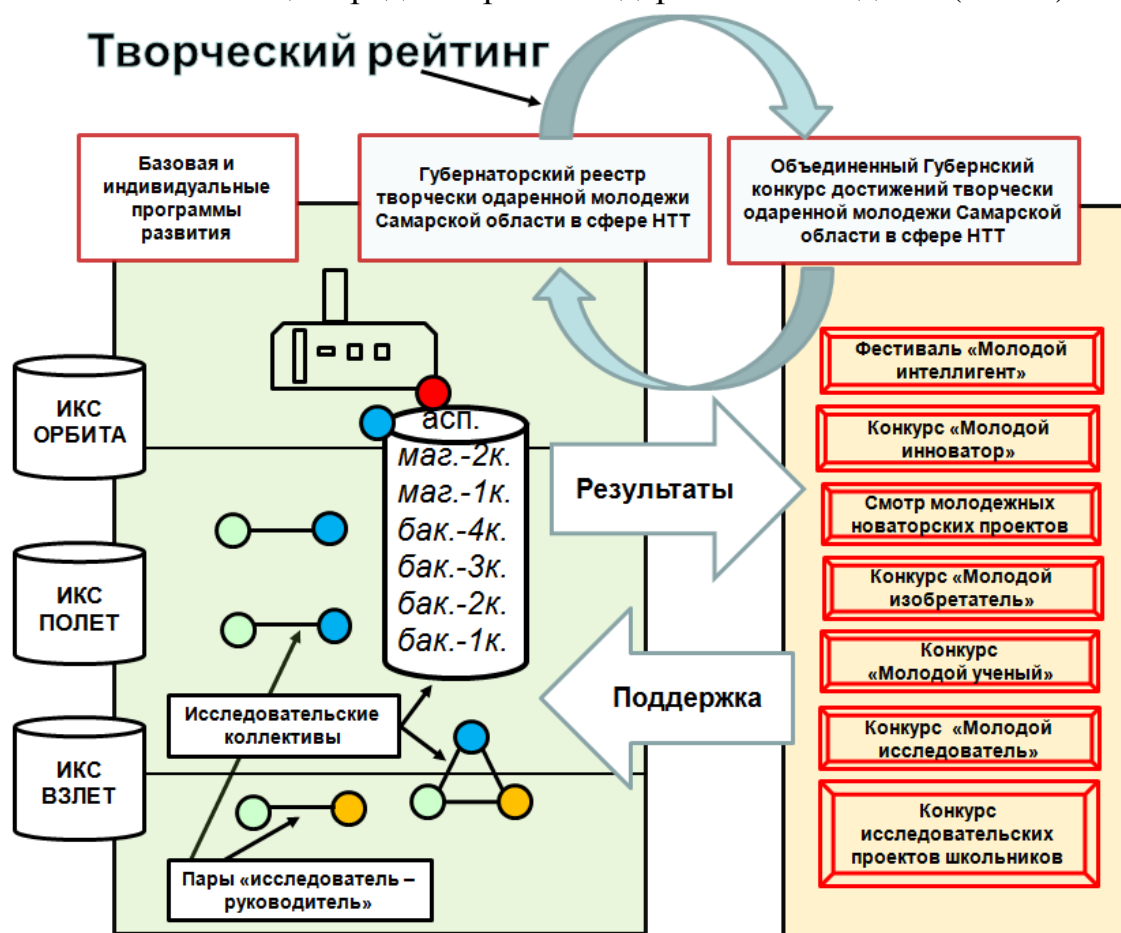 Творческий рейтинг
Базовая и
индивидуальные
программы
развития
Губернаторский реестр
творчески одаренной молодежи
Самарской области в сфере НТТ
Объединенный Губернский
конкурс достижений творчески
одаренной молодежи Самарской
области в сфере НТТ
ИКС
ОРБИТА
ИКС
ПОЛЕТ
ИКС
ВЗЛЕТ
асп.
маг.-2к.
маг.-1к.
бак.-4к.
бак.-3к.
бак.-2к.
бак.-1к.
Исследовательские
коллективы
Пары «исследователь –
руководитель»
Результаты
Поддержка
Фестиваль «Молодой
интеллигент»
Конкурс «Молодой
инноватор»
Смотр молодежных
новаторских проектов
Конкурс «Молодой
изобретатель»
Конкурс
«Молодой ученый»
Конкурс «Молодой
исследователь»
Конкурс
исследовательских
проектов школьников